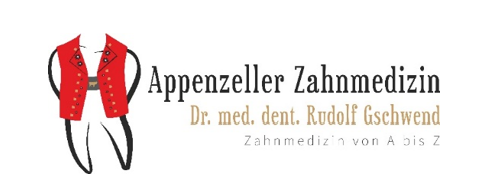 Appenzeller Zahnmedizin
Dr. med. dent. Rudolf Gschwend
Zahnmedizin von A bis Z